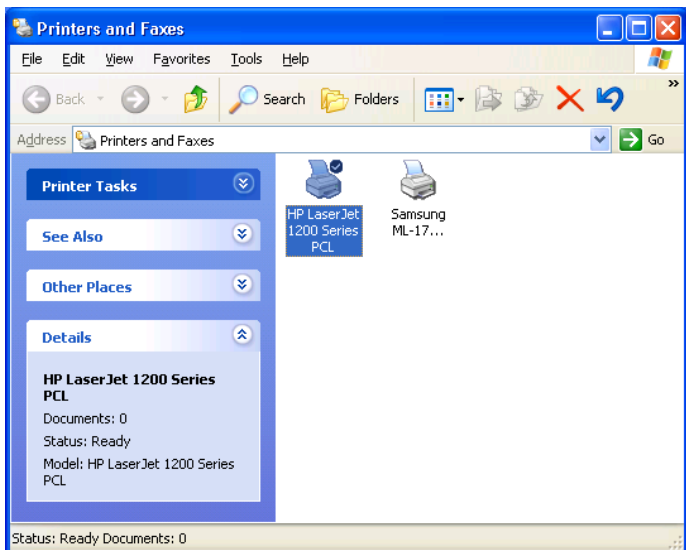 Printers and Faxes
File Edit View Favorites Tools Help
Back Search Folders »
Address Printers and Faxes Go
Printer Tasks
See Also
Other Places
Details
HP LaserJet 1200 Series
PCL
Documents: 0
Status: Ready
Model: HP LaserJet 1200 Series
PCL
HP LaserJet
1200 Series
PCL
Samsung
ML-17...
Status: Ready Documents: 0